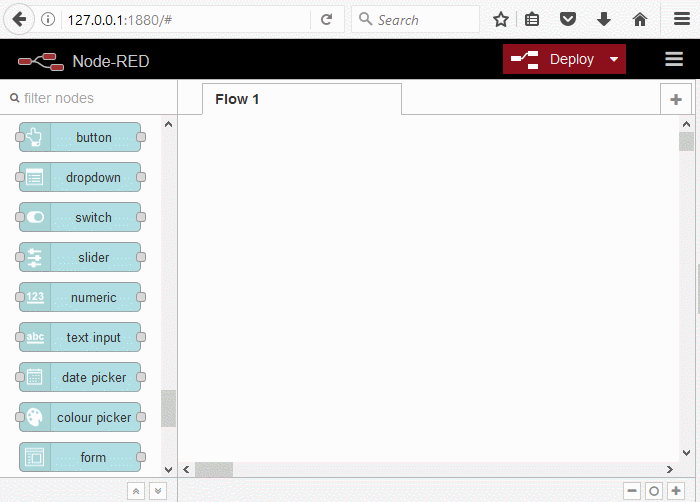 127.0.0.1:1880/#
Search
Node-RED
Deploy
filter nodes
Flow 1
button
dropdown
switch
slider
123 numeric
abc text input
date picker
colour picker
form